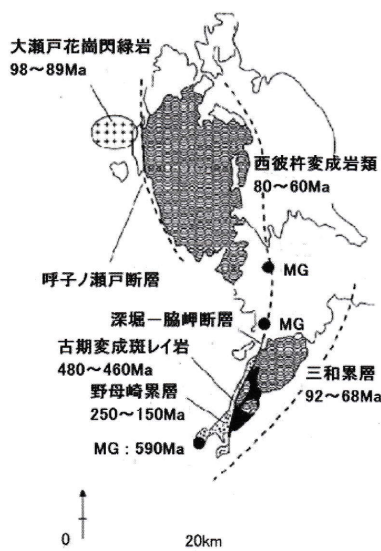 大瀬戸花崗閃緑岩
98～89Ma
西彼杵変成岩類
80～60Ma
呼子ノ瀬戸断層
MG
深堀－脇岬断層
MG
古期変成斑レイ岩
480～460Ma
三和累層
92～68Ma
野母崎累層
250～150Ma
MG：590Ma
0
20km